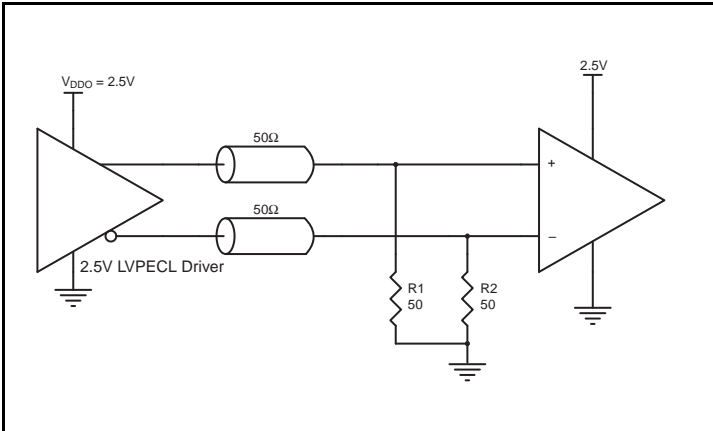 V_DDO = 2.5V
2.5V
50Ω
50Ω
+
–
2.5V LVPECL Driver
R1
50
R2
50